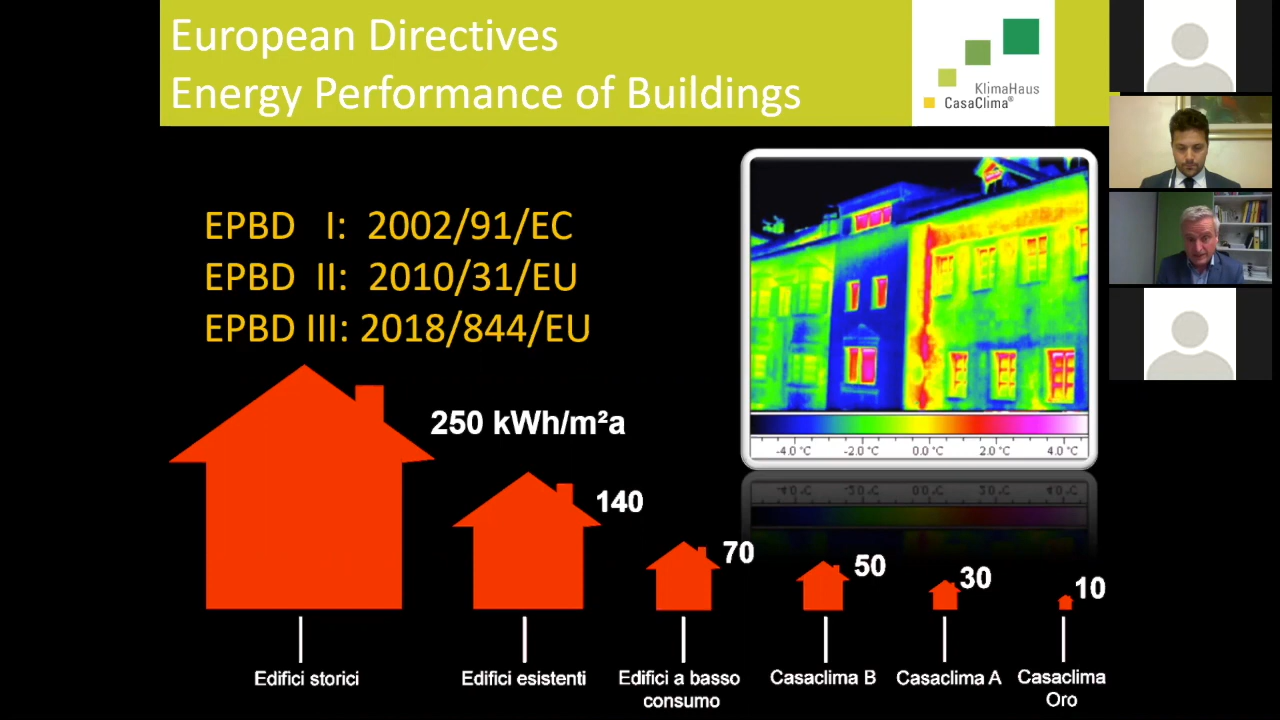 European Directives
Energy Performance of Buildings
KlimaHaus
CasaClima®
EPBD I: 2002/91/EC
EPBD II: 2010/31/EU
EPBD III: 2018/844/EU
-4.0 °C -2.0 °C 0.0 °C 2.0 °C 4.0 °C
250 kWh/m²a
140
70
50
30
10
Edifici storici
Edifici esistenti
Edifici a basso
consumo
Casaclima B
Casaclima A
Casaclima
Oro